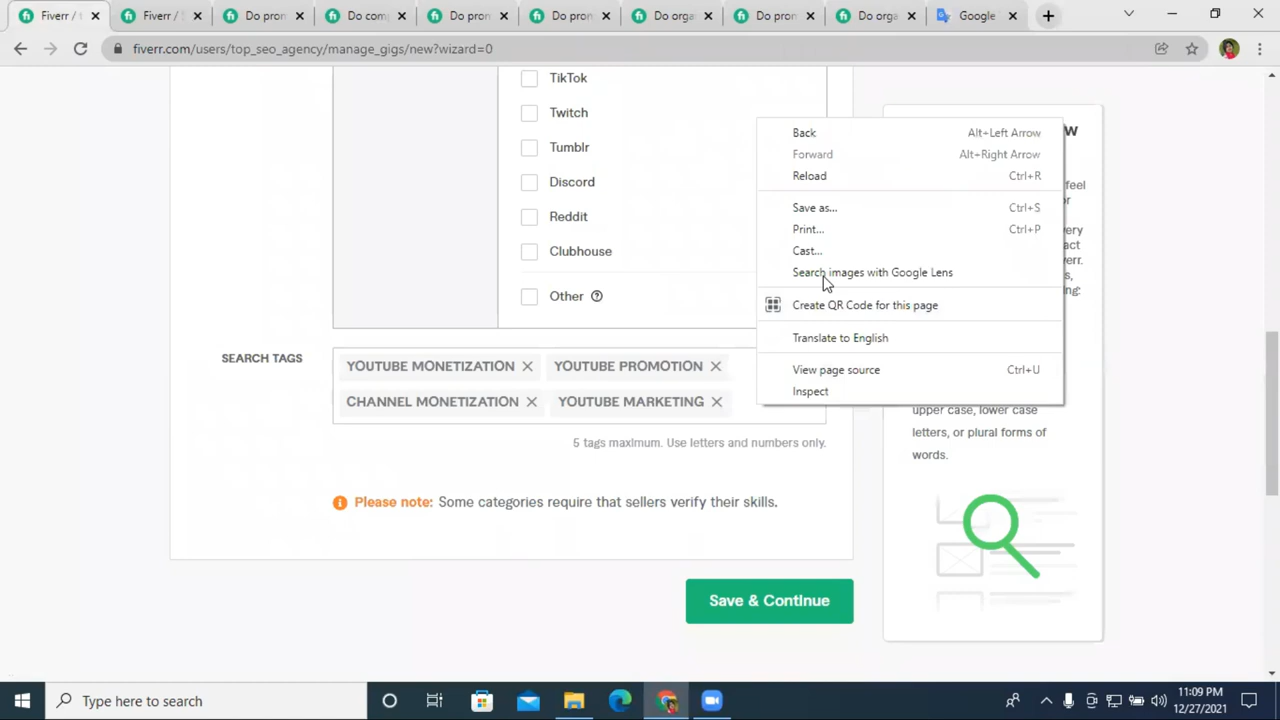 Fiverr /
Fiverr /
Do pron
Do com
Do pron
Do pron
Do orga
Do pron
Do orga
Google
fiverr.com/users/top_seo_agency/manage_gigs/new?wizard=0
TikTok
Twitch
Tumblr
Discord
Reddit
Clubhouse
Other
SEARCH TAGS
YOUTUBE MONETIZATION
YOUTUBE PROMOTION
CHANNEL MONETIZATION
YOUTUBE MARKETING
5 tags maximum. Use letters and numbers only.
Please note: Some categories require that sellers verify their skills.
Save & Continue
Back Alt+Left Arrow
Forward Alt+Right Arrow
Reload Ctrl+R
Save as... Ctrl+S
Print... Ctrl+P
Cast...
Search images with Google Lens
Create QR Code for this page
Translate to English
View page source Ctrl+U
Inspect
feel
upper case, lower case
letters, or plural forms of
words.
Type here to search
11:09 PM
12/27/2021